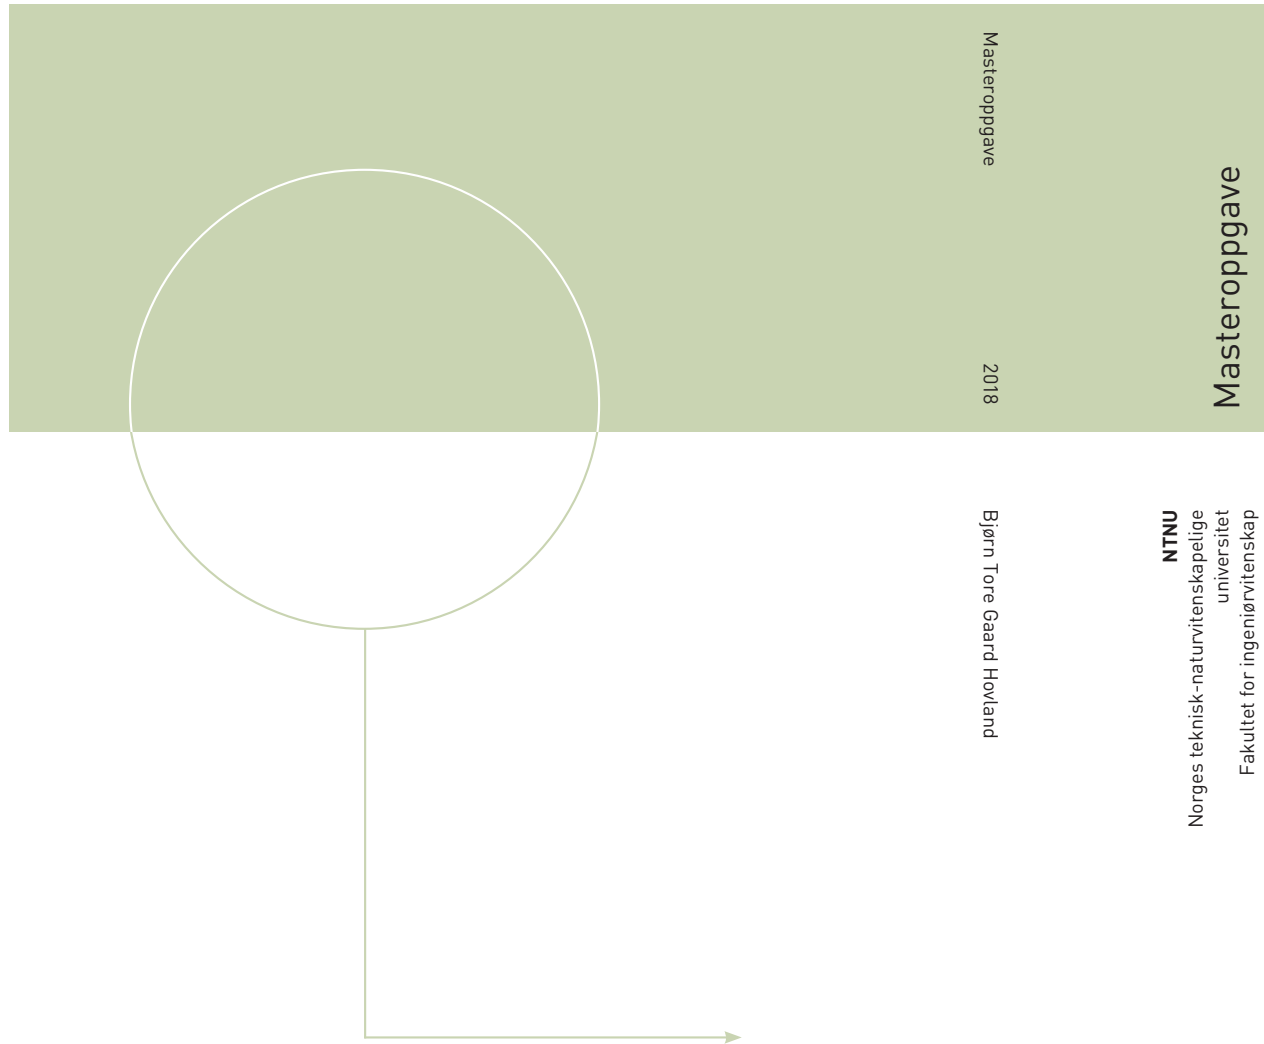 Masteroppgave
2018
Bjørn Tore Gaard Hovland
Masteroppgave
NTNU
Norges teknisk-naturvitenskapelige
universitet
Fakultet for ingeniørvitenskap